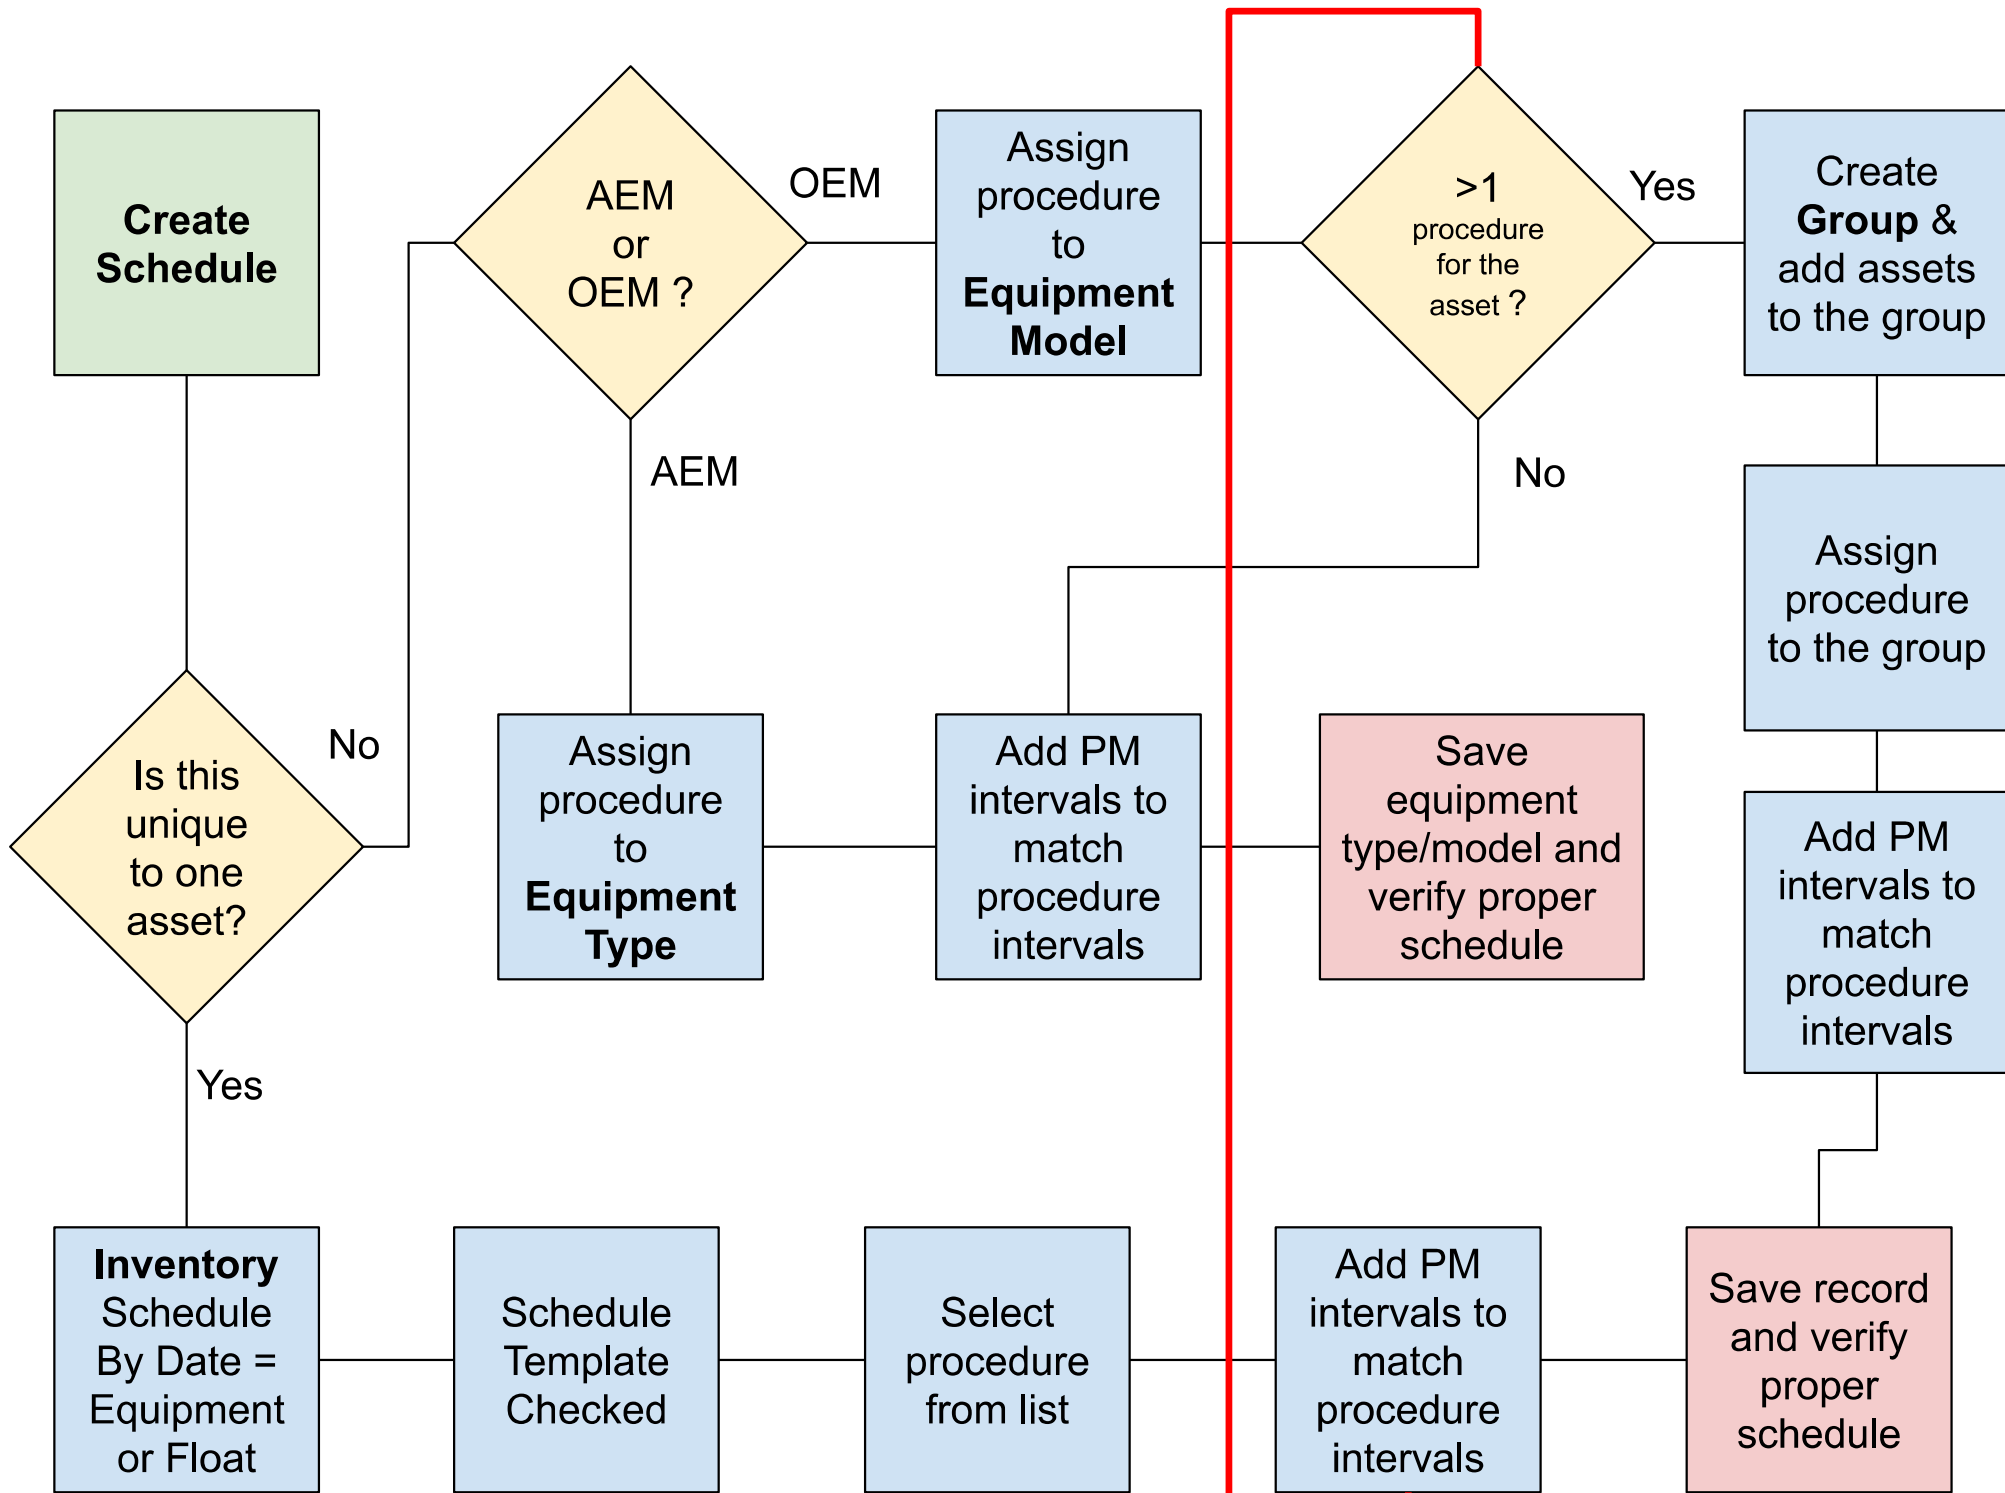 Create
Schedule
AEM
or
OEM ?
OEM
Assign
procedure
to
Equipment
Model
>1
procedure
for the
asset ?
Yes
Create
Group &
add assets
to the group
AEM
No
Assign
procedure
to the group
Is this
unique
to one
asset?
No
Assign
procedure
to
Equipment
Type
Add PM
intervals to
match
procedure
intervals
Save
equipment
type/model and
verify proper
schedule
Add PM
intervals to
match
procedure
intervals
Yes
Inventory
Schedule
By Date =
Equipment
or Float
Schedule
Template
Checked
Select
procedure
from list
Add PM
intervals to
match
procedure
intervals
Save record
and verify
proper
schedule